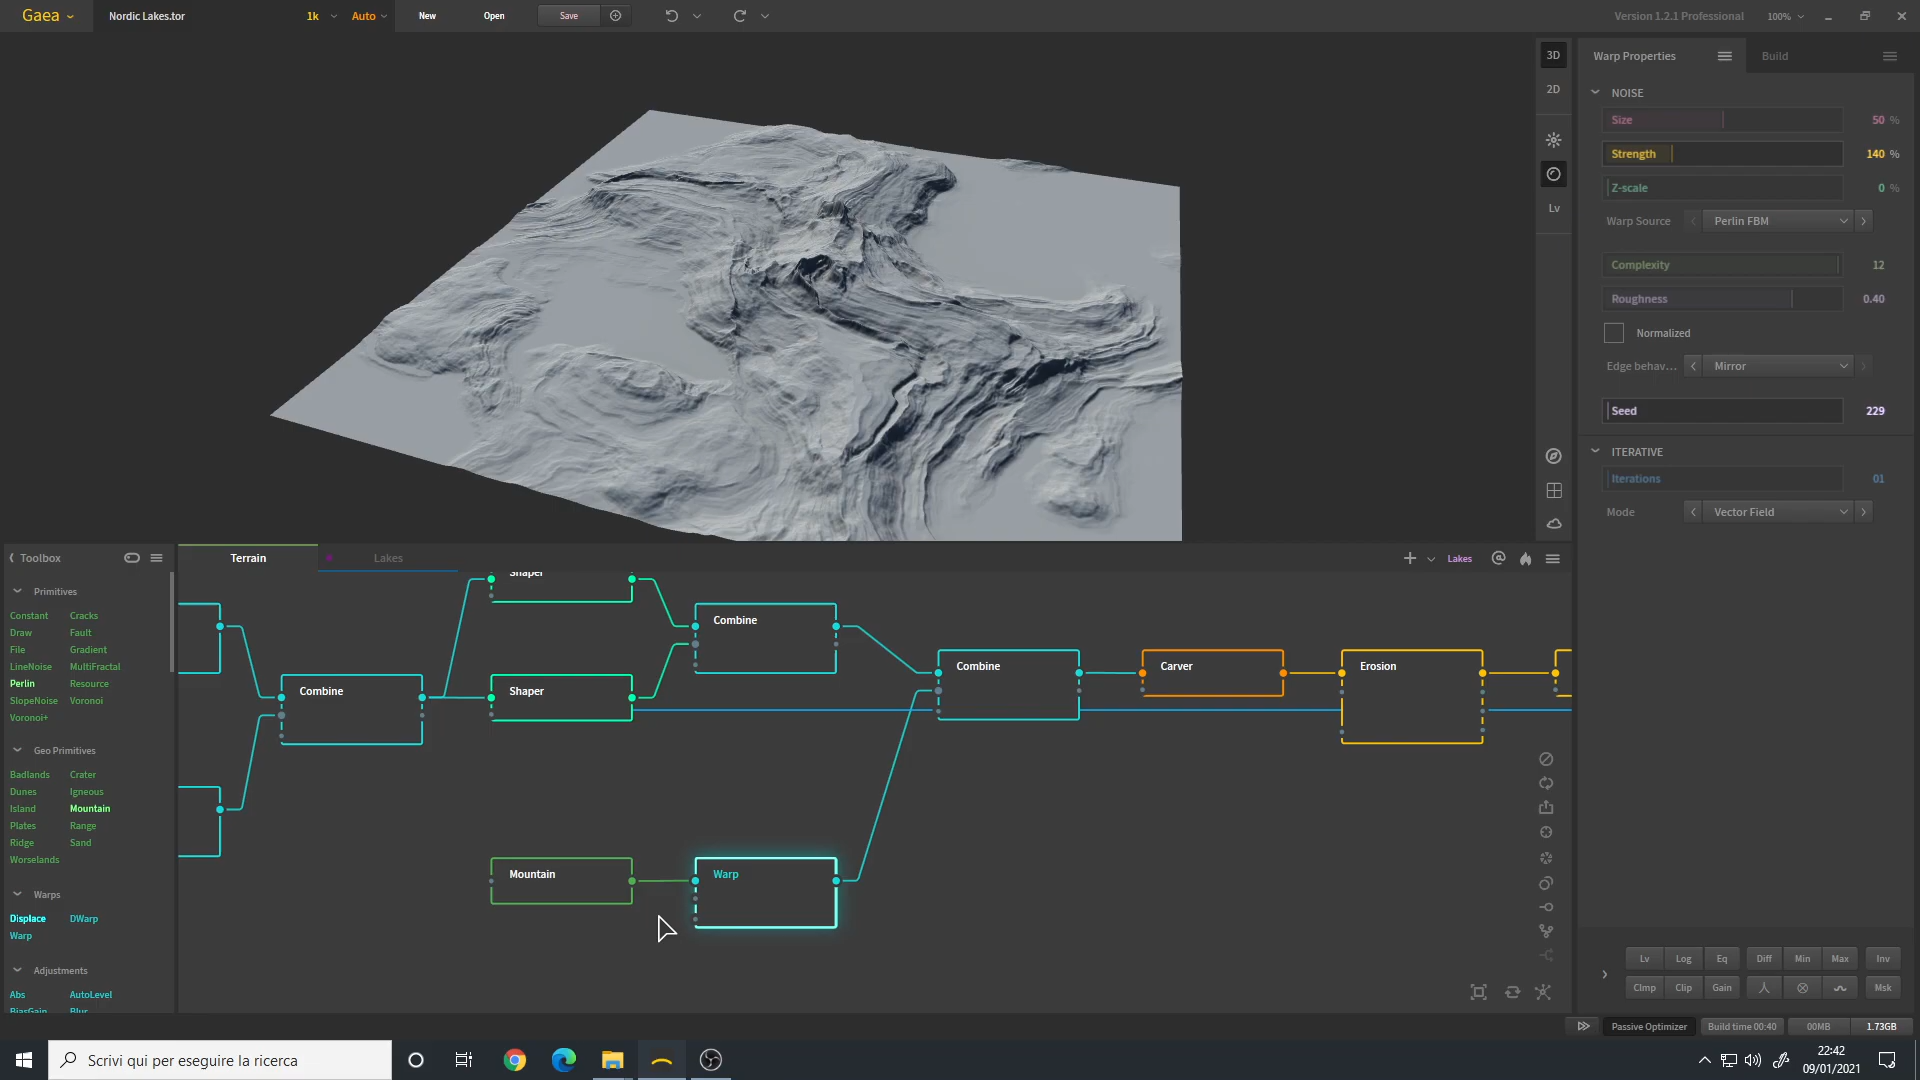 Gaea
Nordic Lakes.tor
1k
Auto
New
Open
Save
Version 1.2.1 Professional
100%
3D
2D
Lv
Warp Properties
Build
NOISE
Size
50 %
Strength
140 %
Z-scale
0 %
Warp Source
Perlin FBM
Complexity
12
Roughness
0.40
Normalized
Edge behav...
Mirror
Seed
229
ITERATIVE
Iterations
01
Mode
Vector Field
Toolbox
Terrain
Lakes
Lakes
Primitives
Constant Cracks
Draw Fault
File Gradient
LineNoise MultiFractal
Perlin Resource
SlopeNoise Voronoi
Voronoi+
Geo Primitives
Badlands Crater
Dunes Igneous
Island Mountain
Plates Range
Ridge Sand
Worselands
Warps
Displace DWarp
Warp
Adjustments
Abs AutoLevel
BiasGain Blur
Shaper
Combine
Combine
Carver
Erosion
Combine
Shaper
Mountain
Warp
Lv Log Eq Diff Min Max Inv
Clmp Clip Gain Msk
Passive Optimizer
Build time 00:40
00MB
1.73GB
Scrivi qui per eseguire la ricerca
22:42
09/01/2021